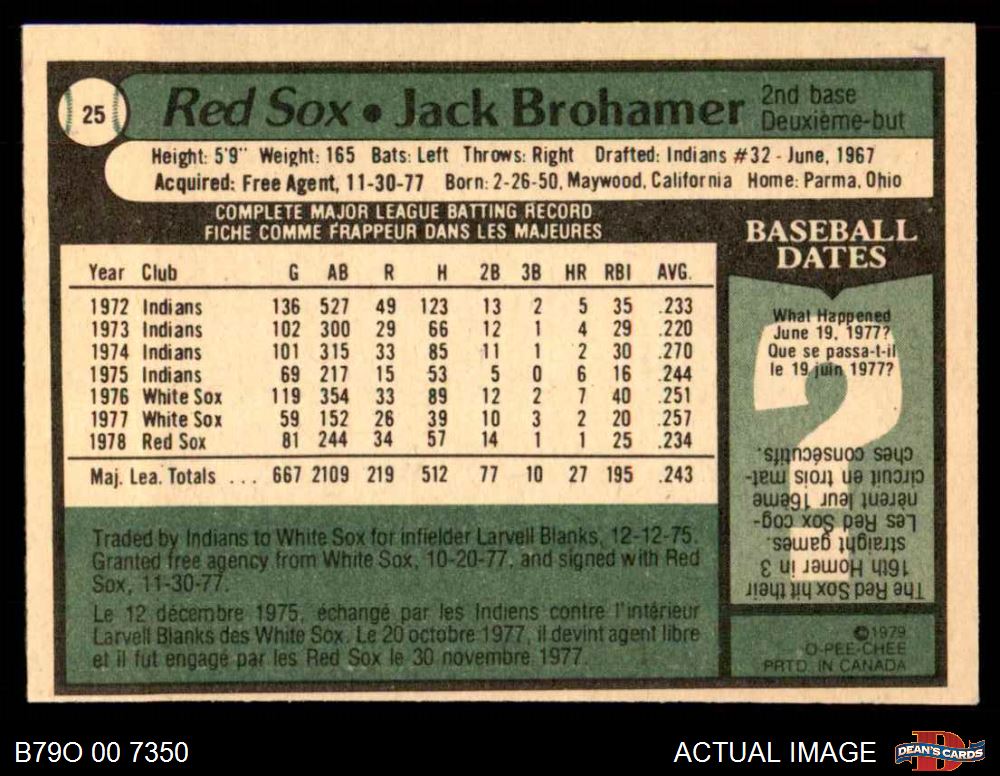 25
Red Sox • Jack Brohamer
2nd base
Deuxième-but
Height: 5'9" Weight: 165 Bats: Left Throws: Right Drafted: Indians #32 - June, 1967
Acquired: Free Agent, 11-30-77 Born: 2-26-50, Maywood, California Home: Parma, Ohio
COMPLETE MAJOR LEAGUE BATTING RECORD
FICHE COMME FRAPPEUR DANS LES MAJEURES
Year Club G AB R H 2B 3B HR RBI AVG.
1972 Indians 136 527 49 123 13 2 5 35 .233
1973 Indians 102 300 29 66 12 1 4 29 .220
1974 Indians 101 315 33 85 11 1 2 30 .270
1975 Indians 69 217 15 53 5 0 6 16 .244
1976 White Sox 119 354 33 89 12 2 7 40 .251
1977 White Sox 59 152 26 39 10 3 2 20 .257
1978 Red Sox 81 244 34 57 14 1 1 25 .234
Maj. Lea. Totals ... 667 2109 219 512 77 10 27 195 .243
Traded by Indians to White Sox for infielder Larvell Blanks, 12-12-75.
Granted free agency from White Sox, 10-20-77, and signed with Red
Sox, 11-30-77.
Le 12 décembre 1975, échangé par les Indiens contre l'intérieur
Larvell Blanks des White Sox. Le 20 octobre 1977, il devint agent libre
et il fut engagé par les Red Sox le 30 novembre 1977.
BASEBALL
DATES
What Happened
June 19, 1977?
Que se passa-t-il
le 19 juin 1977?
?
The Red Sox hit their
16th Homer in 3
straight games.
Les Red Sox cog-
nèrent leur 16ème
circuit en trois mat-
ches consécutifs.
©1979
O-PEE-CHEE
PRTD. IN CANADA
B79O 00 7350
ACTUAL IMAGE
DEAN'S CARDS